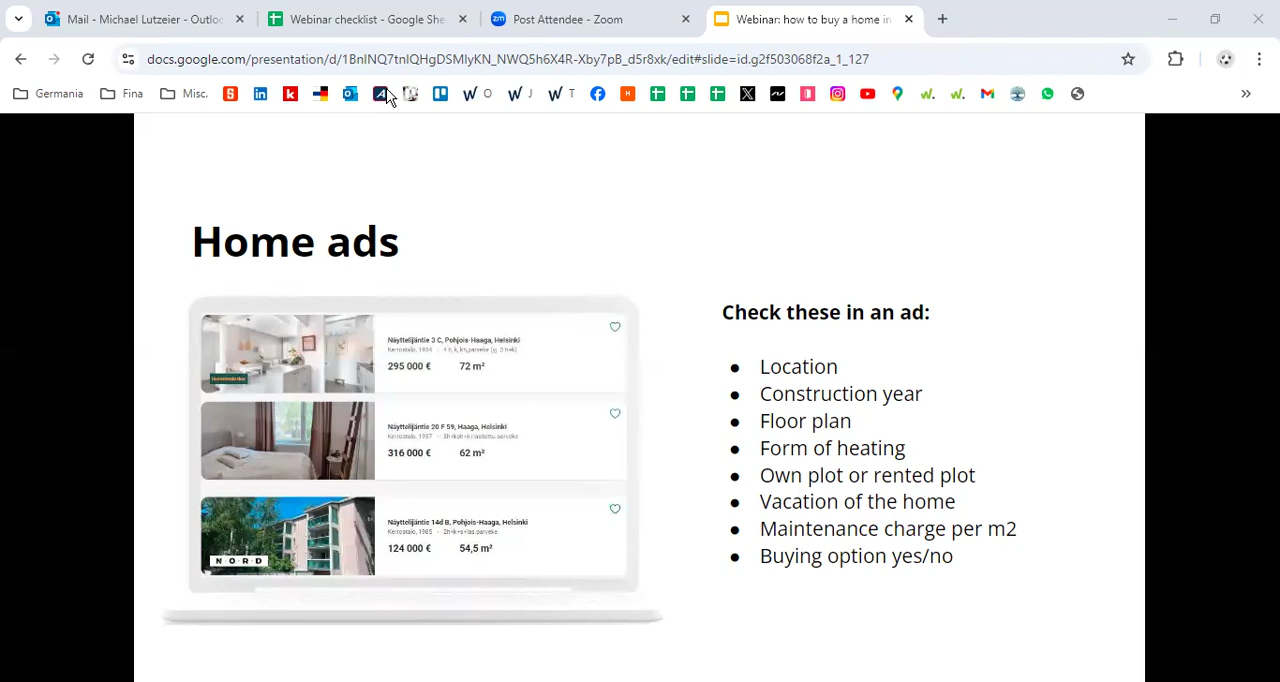 Mail - Michael Lutzeier - Outloo
Webinar checklist - Google She
zm Post Attendee - Zoom
Webinar: how to buy a home in
docs.google.com/presentation/d/1BnlNQ7tnlQHgDSMlyKN_NWQ5h6X4R-Xby7pB_d5r8xk/edit#slide=id.g2f503068f2a_1_127
Germania
Fina
Misc.
O
J
T
Home ads
Näyttelijäntie 3 C, Pohjois-Haaga, Helsinki
295 000 € 72 m²
Näyttelijäntie 20 F 59, Haaga, Helsinki
316 000 € 62 m²
Näyttelijäntie 14d B, Pohjois-Haaga, Helsinki
124 000 € 54,5 m²
NORD
Check these in an ad:
● Location
● Construction year
● Floor plan
● Form of heating
● Own plot or rented plot
● Vacation of the home
● Maintenance charge per m2
● Buying option yes/no